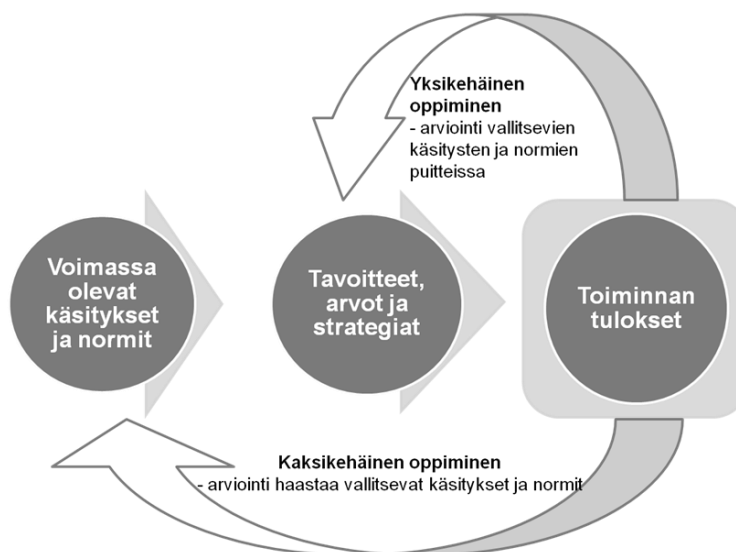 Yksikehäinen
oppiminen
- arviointi vallitsevien
käsitysten ja normien
puitteissa
Voimassa
olevat
käsitykset
ja normit
Tavoitteet,
arvot ja
strategiat
Toiminnan
tulokset
Kaksikehäinen oppiminen
- arviointi haastaa vallitsevat käsitykset ja normit